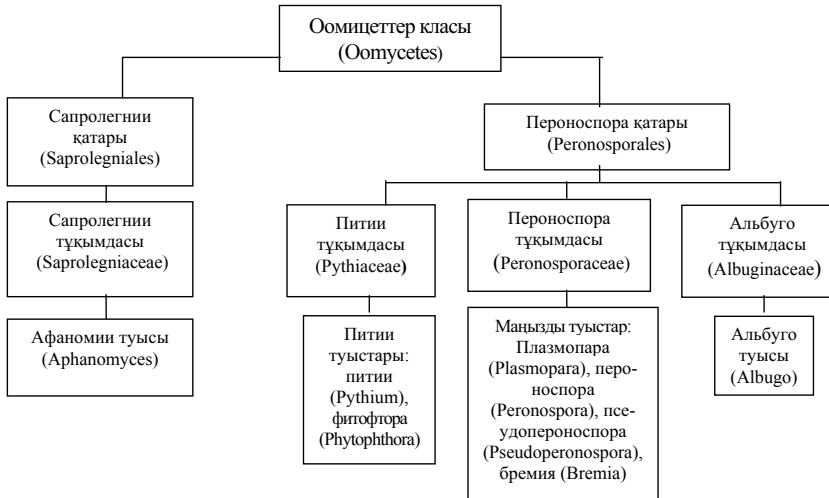 Оомицеттер класы
(Oomycetes)
Сапролегнии
қатары
(Saprolegniales)
Пероноспора қатары
(Peronosporales)
Сапролегнии
тұқымдасы
(Saprolegniaceae)
Питии
тұқымдасы
(Pythiaceae)
Пероноспора
тұқымдасы
(Peronosporaceae)
Альбуго
тұқымдасы
(Albuginaceae)
Афаномии туысы
(Aphanomyces)
Питии
туыстары:
питии
(Pythium),
фитофтора
(Phytophthora)
Маңызды туыстар:
Плазмопара
(Plasmopara), перо-
носпора
(Peronospora), псе-
удопероноспора
(Pseudoperonospora),
бремия (Bremia)
Альбуго
туысы
(Albugo)